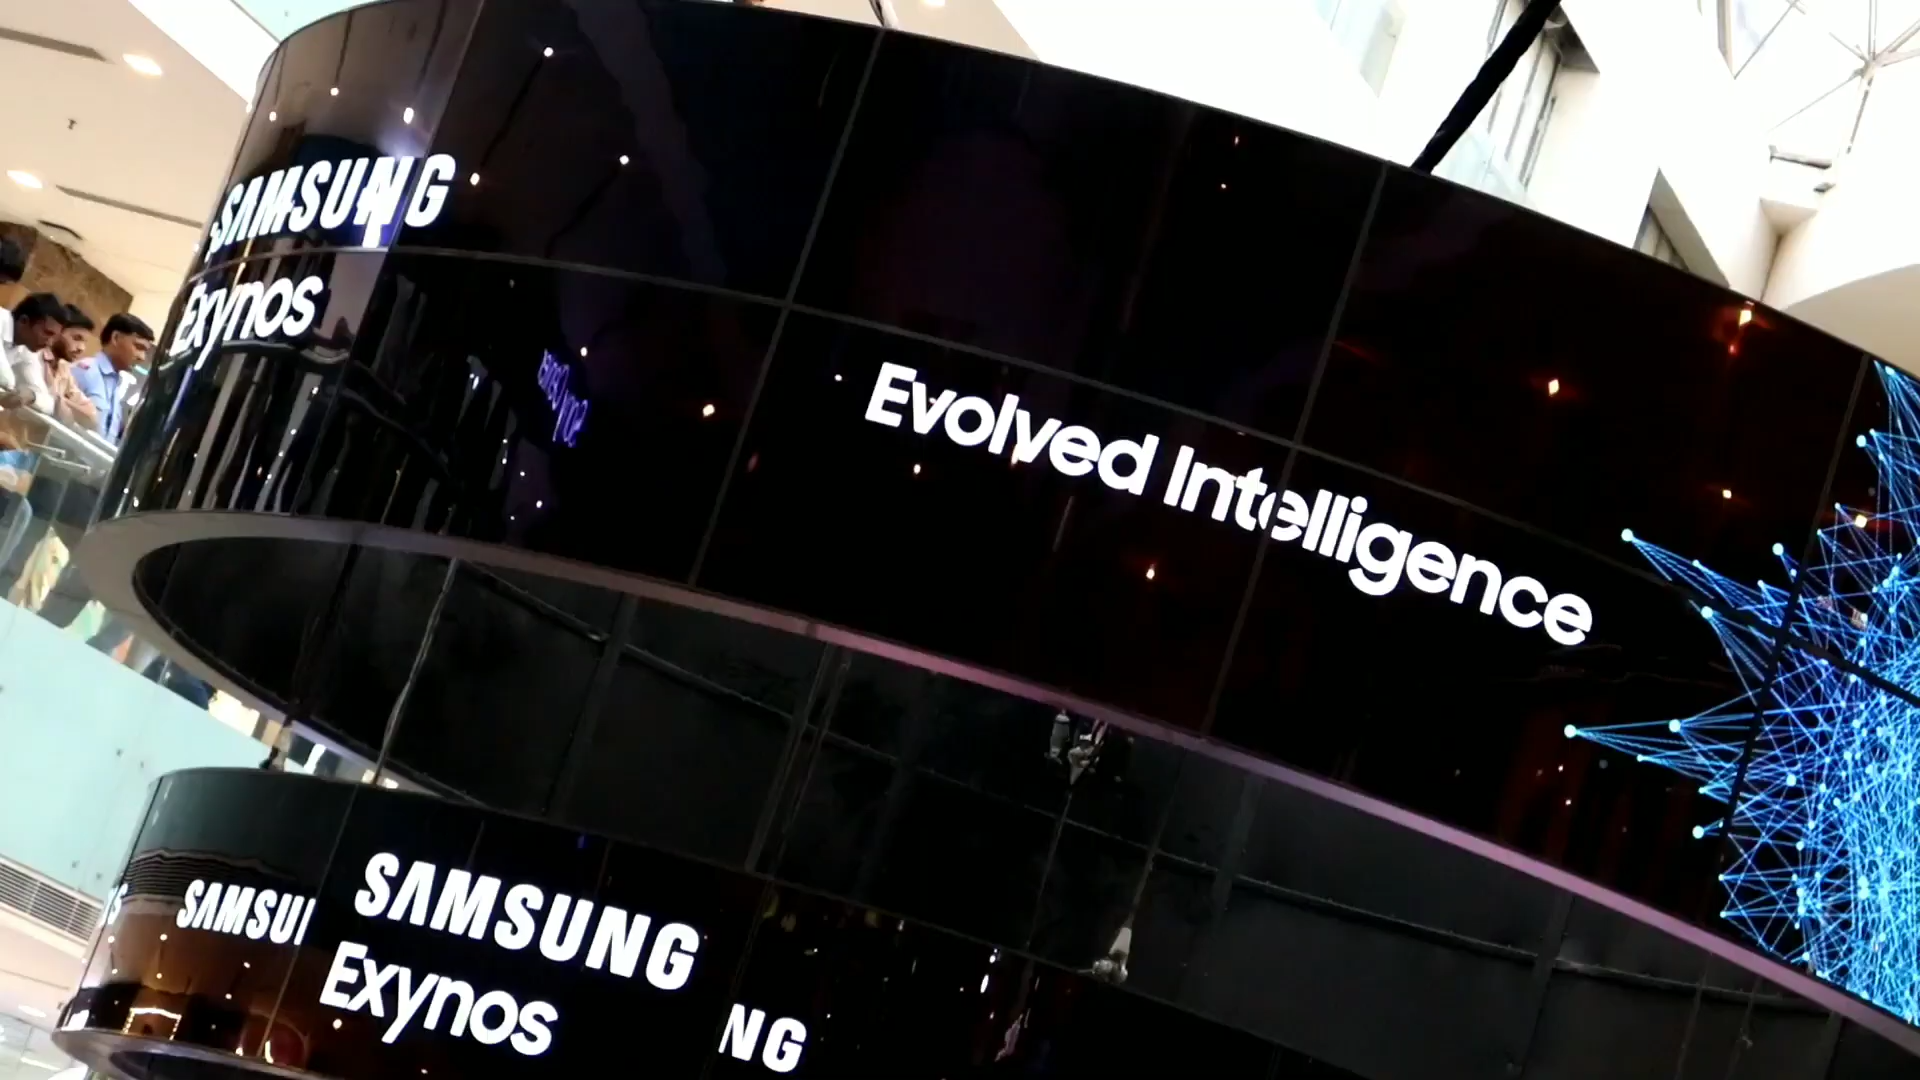 SAMSUNG
Exynos
Evolved Intelligence
SAMSUNG
SAMSUNG
Exynos
NG